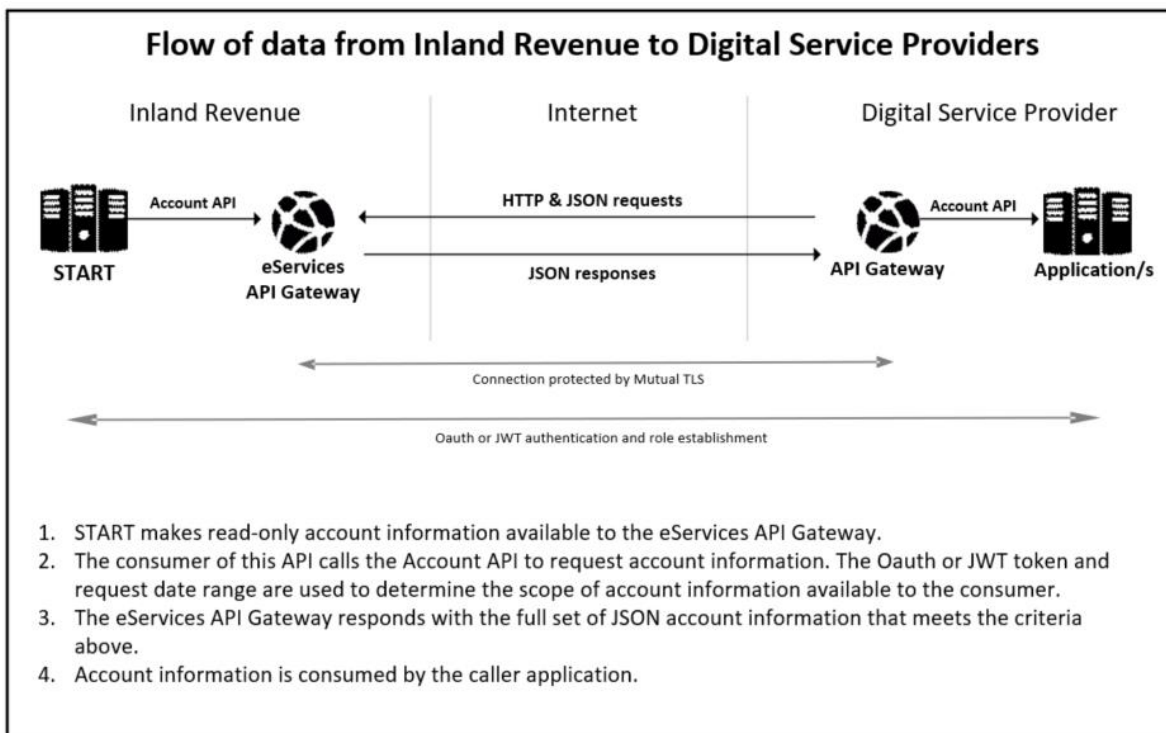 Flow of data from Inland Revenue to Digital Service Providers
Inland Revenue
Internet
Digital Service Provider
Account API
HTTP & JSON requests
Account API
START
eServices
API Gateway
JSON responses
API Gateway
Application/s
Connection protected by Mutual TLS
Oauth or JWT authentication and role establishment
1. START makes read-only account information available to the eServices API Gateway.
2. The consumer of this API calls the Account API to request account information. The Oauth or JWT token and
request date range are used to determine the scope of account information available to the consumer.
3. The eServices API Gateway responds with the full set of JSON account information that meets the criteria
above.
4. Account information is consumed by the caller application.